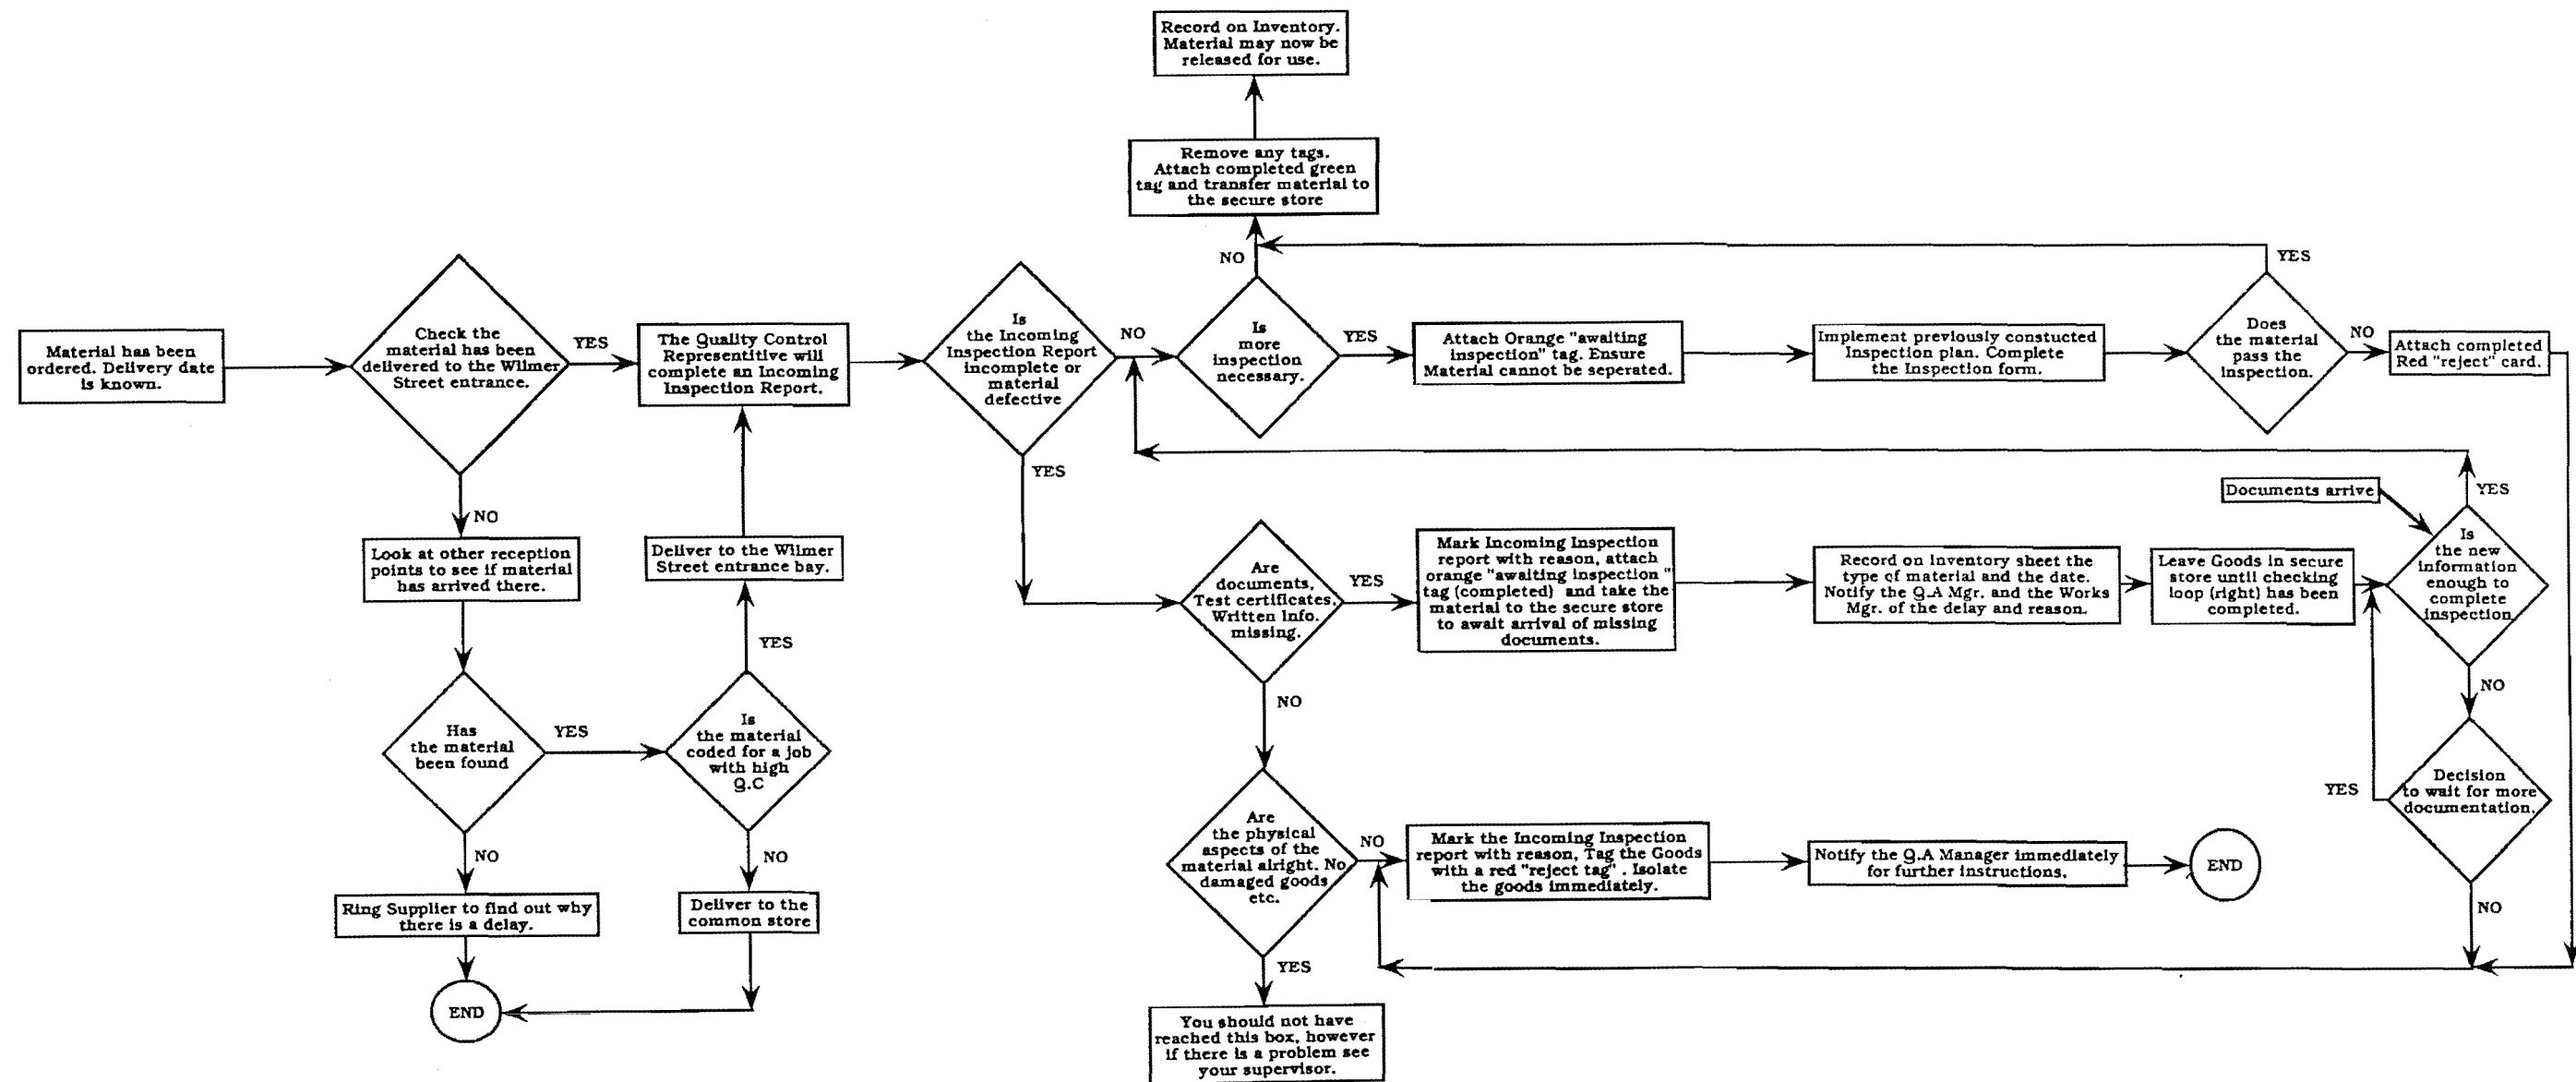 Record on Inventory.
Material may now be
released for use.
Remove any tags.
Attach completed green
tag and transfer material to
the secure store
NO
YES
Material has been
ordered. Delivery date
is known.
Check the
material has been
delivered to the Wilmer
Street entrance.
YES
NO
The Quality Control
Representitive will
complete an Incoming
Inspection Report.
Is
the Incoming
Inspection Report
incomplete or
material
defective
NO
YES
Is
more
inspection
necessary.
YES
Attach Orange "awaiting
inspection" tag. Ensure
Material cannot be seperated.
Implement previously constucted
Inspection plan. Complete
the Inspection form.
Does
the material
pass the
inspection.
NO
Attach completed
Red "reject" card.
Look at other reception
points to see if material
has arrived there.
Deliver to the Wilmer
Street entrance bay.
YES
Has
the material
been found
YES
NO
Is
the material
coded for a job
with high
Q.C
NO
Ring Supplier to find out why
there is a delay.
Deliver to the
common store
END
Are
documents,
Test certificates,
Written info.
missing.
YES
NO
Mark Incoming Inspection
report with reason, attach
orange "awaiting inspection "
tag (completed) and take the
material to the secure store
to await arrival of missing
documents.
Record on Inventory sheet the
type of material and the date.
Notify the Q.A Mgr. and the Works
Mgr. of the delay and reason.
Leave Goods in secure
store until checking
loop (right) has been
completed.
Documents arrive
YES
Is
the new
information
enough to
complete
inspection.
NO
Decision
to wait for more
documentation.
YES
NO
Are
the physical
aspects of the
material alright. No
damaged goods
etc.
NO
YES
Mark the Incoming Inspection
report with reason, Tag the Goods
with a red "reject tag" . Isolate
the goods immediately.
Notify the Q.A Manager immediately
for further instructions.
END
You should not have
reached this box, however
if there is a problem see
your supervisor.